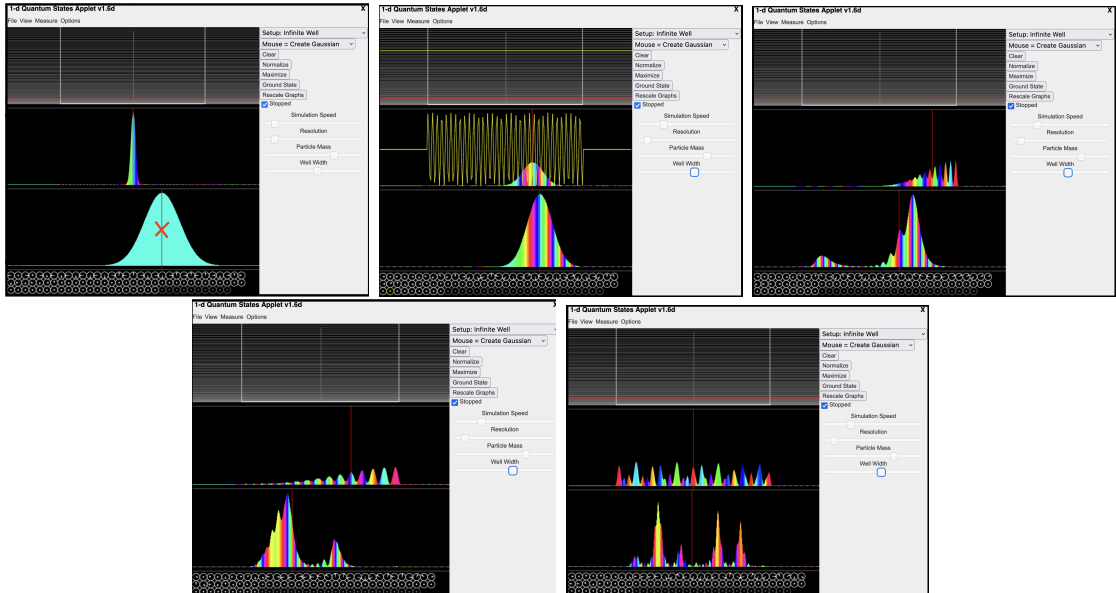 1-d Quantum States Applet v1.6d X
File View Measure Options
Setup: Infinite Well
Mouse = Create Gaussian
Clear
Normalize
Maximize
Ground State
Rescale Graphs
Stopped
Simulation Speed
Resolution
Particle Mass
Well Width
1-d Quantum States Applet v1.6d X
File View Measure Options
Setup: Infinite Well
Mouse = Create Gaussian
Clear
Normalize
Maximize
Ground State
Rescale Graphs
Stopped
Simulation Speed
Resolution
Particle Mass
Well Width
1-d Quantum States Applet v1.6d X
File View Measure Options
Setup: Infinite Well
Mouse = Create Gaussian
Clear
Normalize
Maximize
Ground State
Rescale Graphs
Stopped
Simulation Speed
Resolution
Particle Mass
Well Width
1-d Quantum States Applet v1.6d X
File View Measure Options
Setup: Infinite Well
Mouse = Create Gaussian
Clear
Normalize
Maximize
Ground State
Rescale Graphs
Stopped
Simulation Speed
Resolution
Particle Mass
Well Width
1-d Quantum States Applet v1.6d X
File View Measure Options
Setup: Infinite Well
Mouse = Create Gaussian
Clear
Normalize
Maximize
Ground State
Rescale Graphs
Stopped
Simulation Speed
Resolution
Particle Mass
Well Width